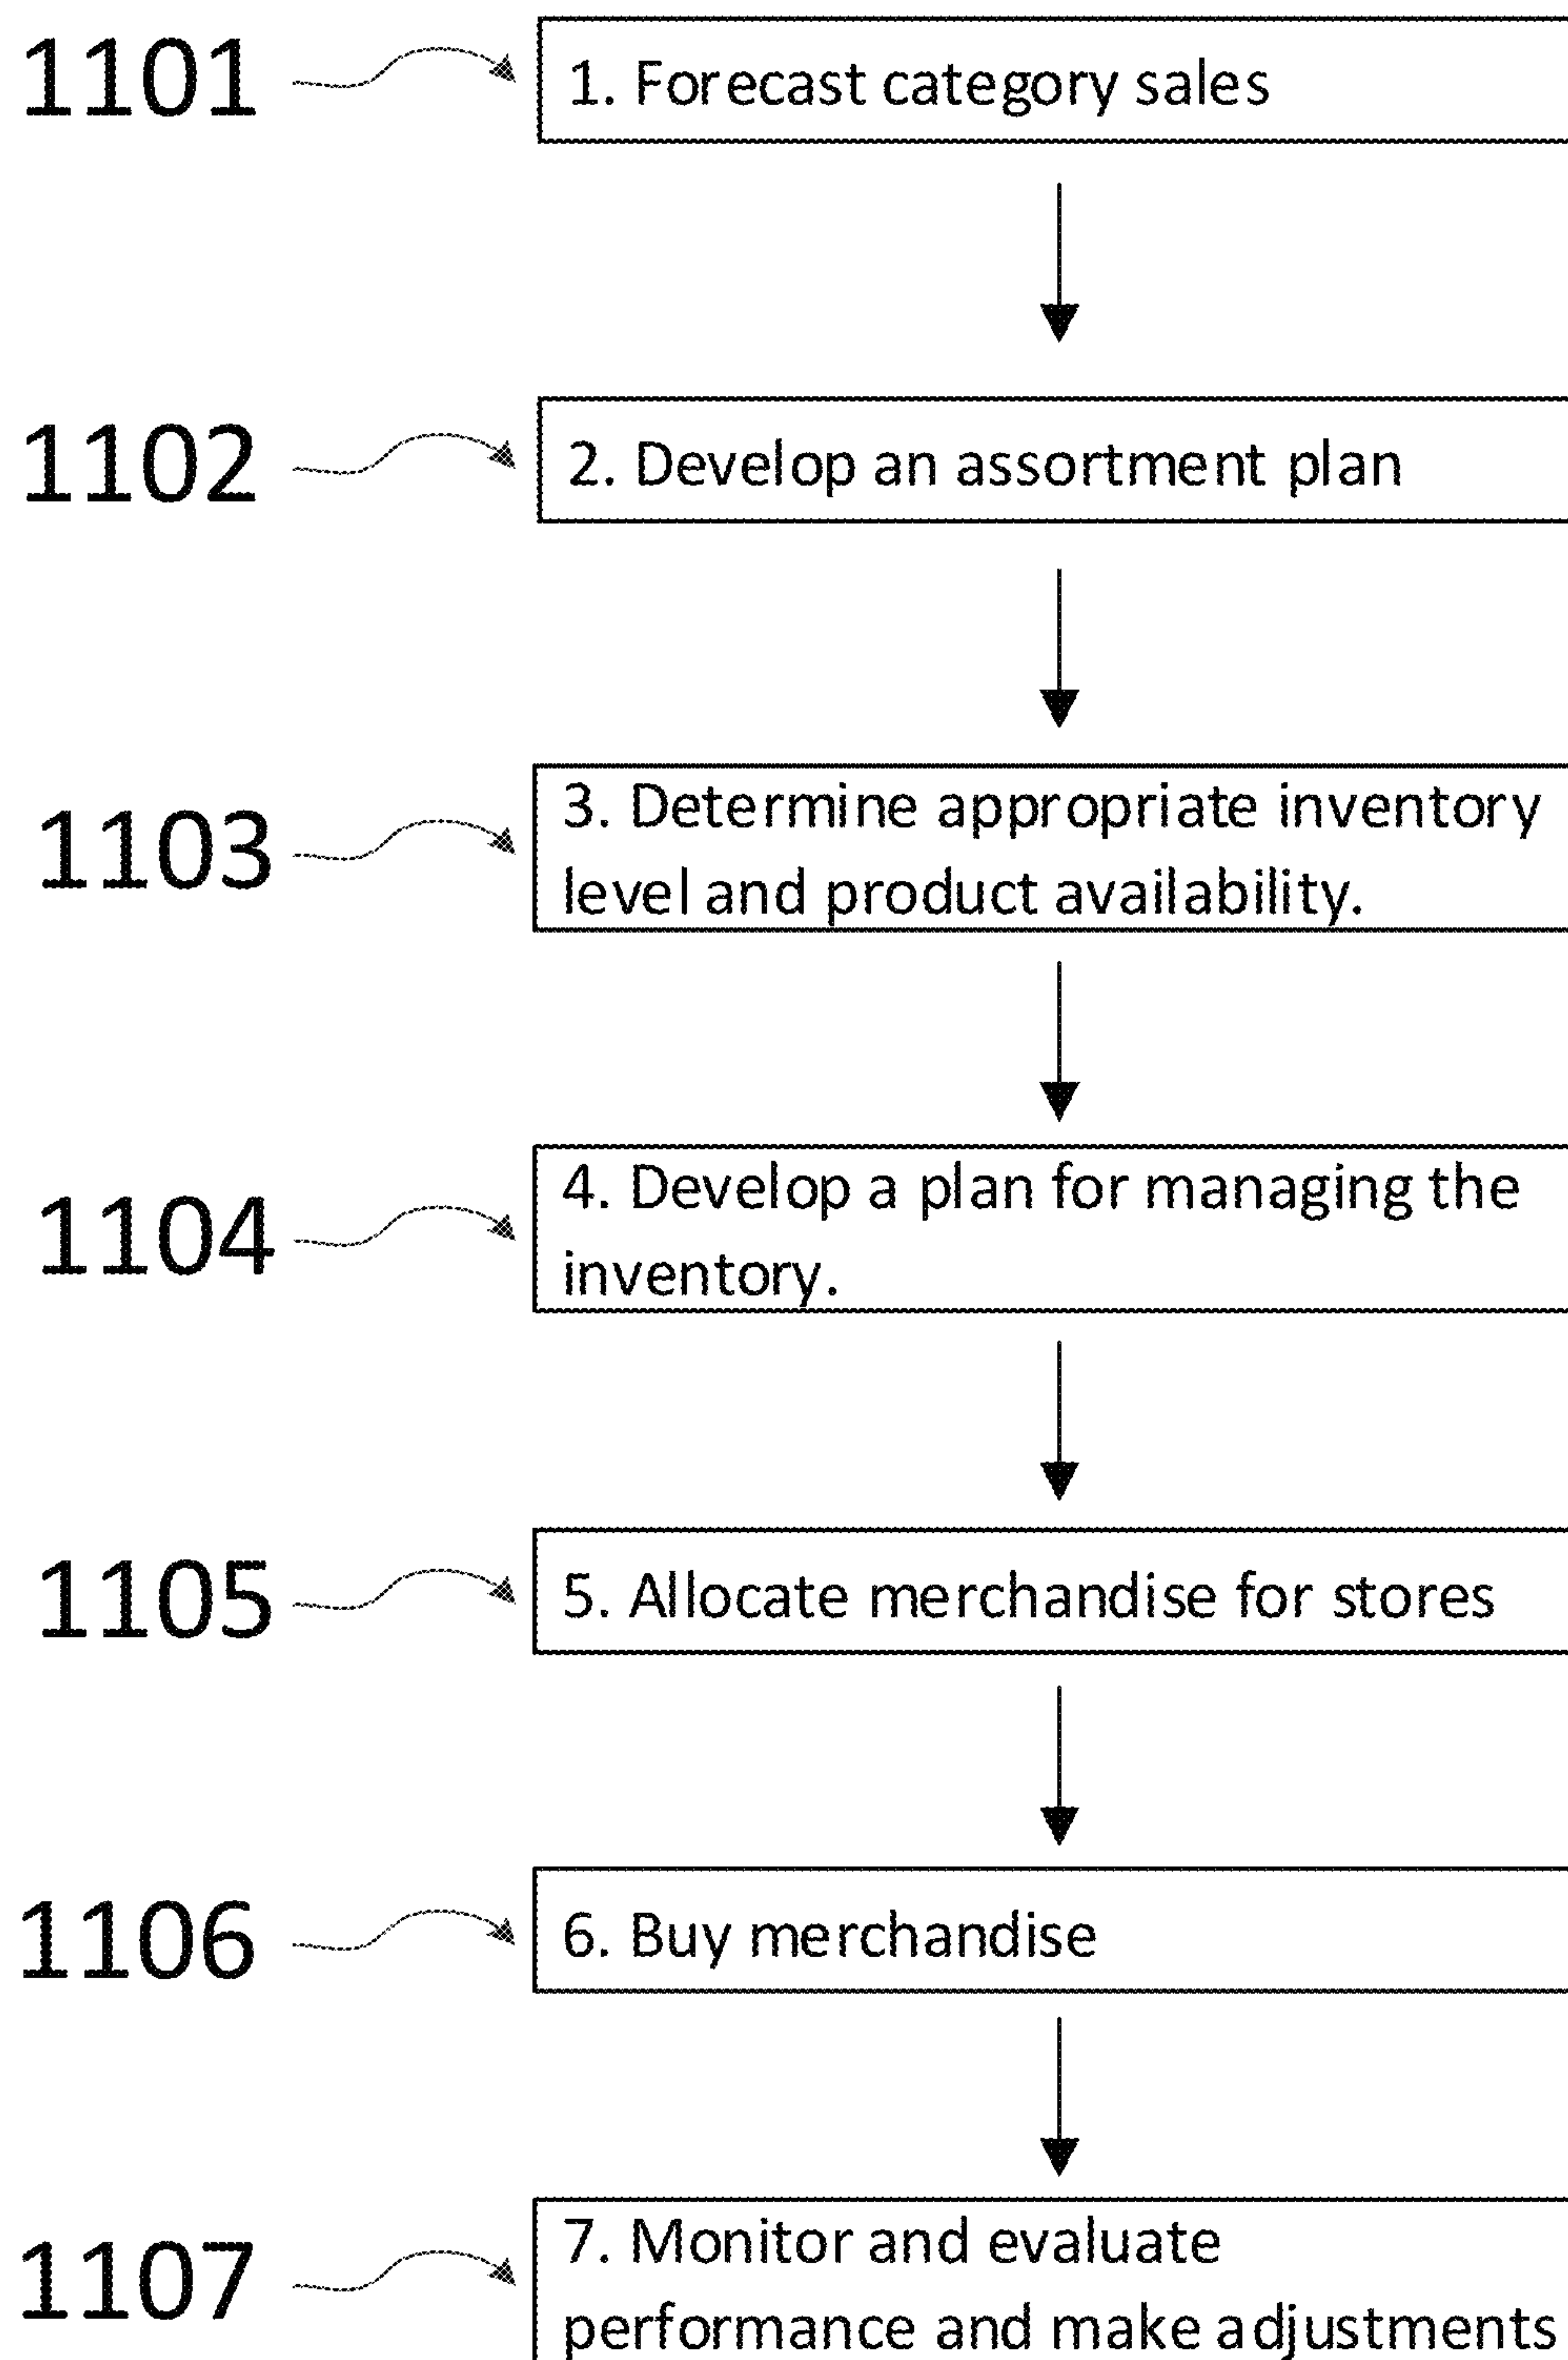 1101
1. Forecast category sales
1102
2. Develop an assortment plan
1103
3. Determine appropriate inventory
level and product availability.
1104
4. Develop a plan for managing the
inventory.
1105
5. Allocate merchandise for stores
1106
6. Buy merchandise
1107
7. Monitor and evaluate
performance and make adjustments